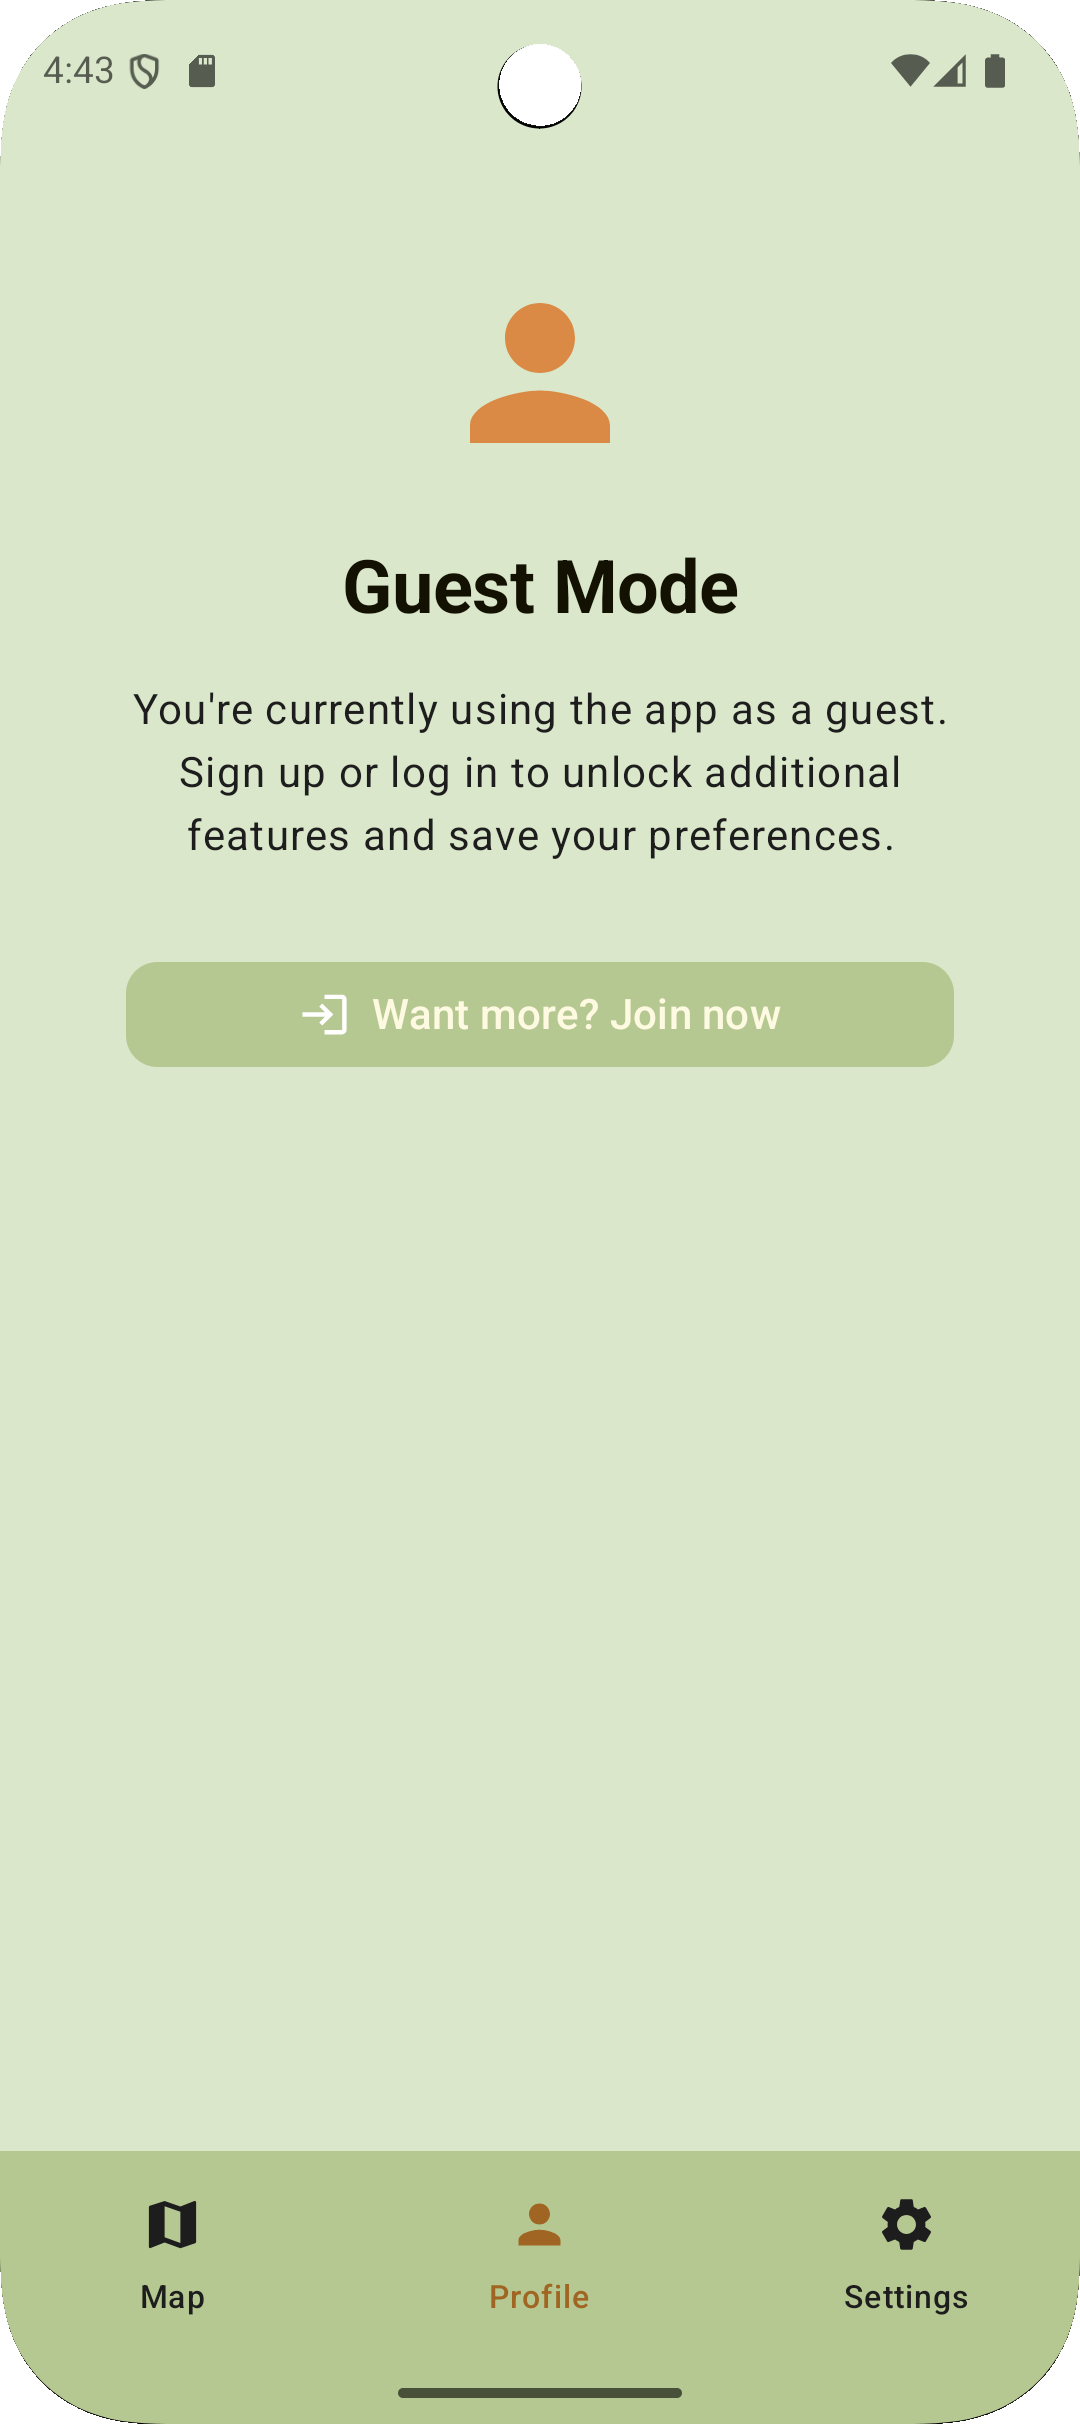 4:43
Guest Mode
You're currently using the app as a guest.
Sign up or log in to unlock additional
features and save your preferences.
Want more? Join now
Map
Profile
Settings